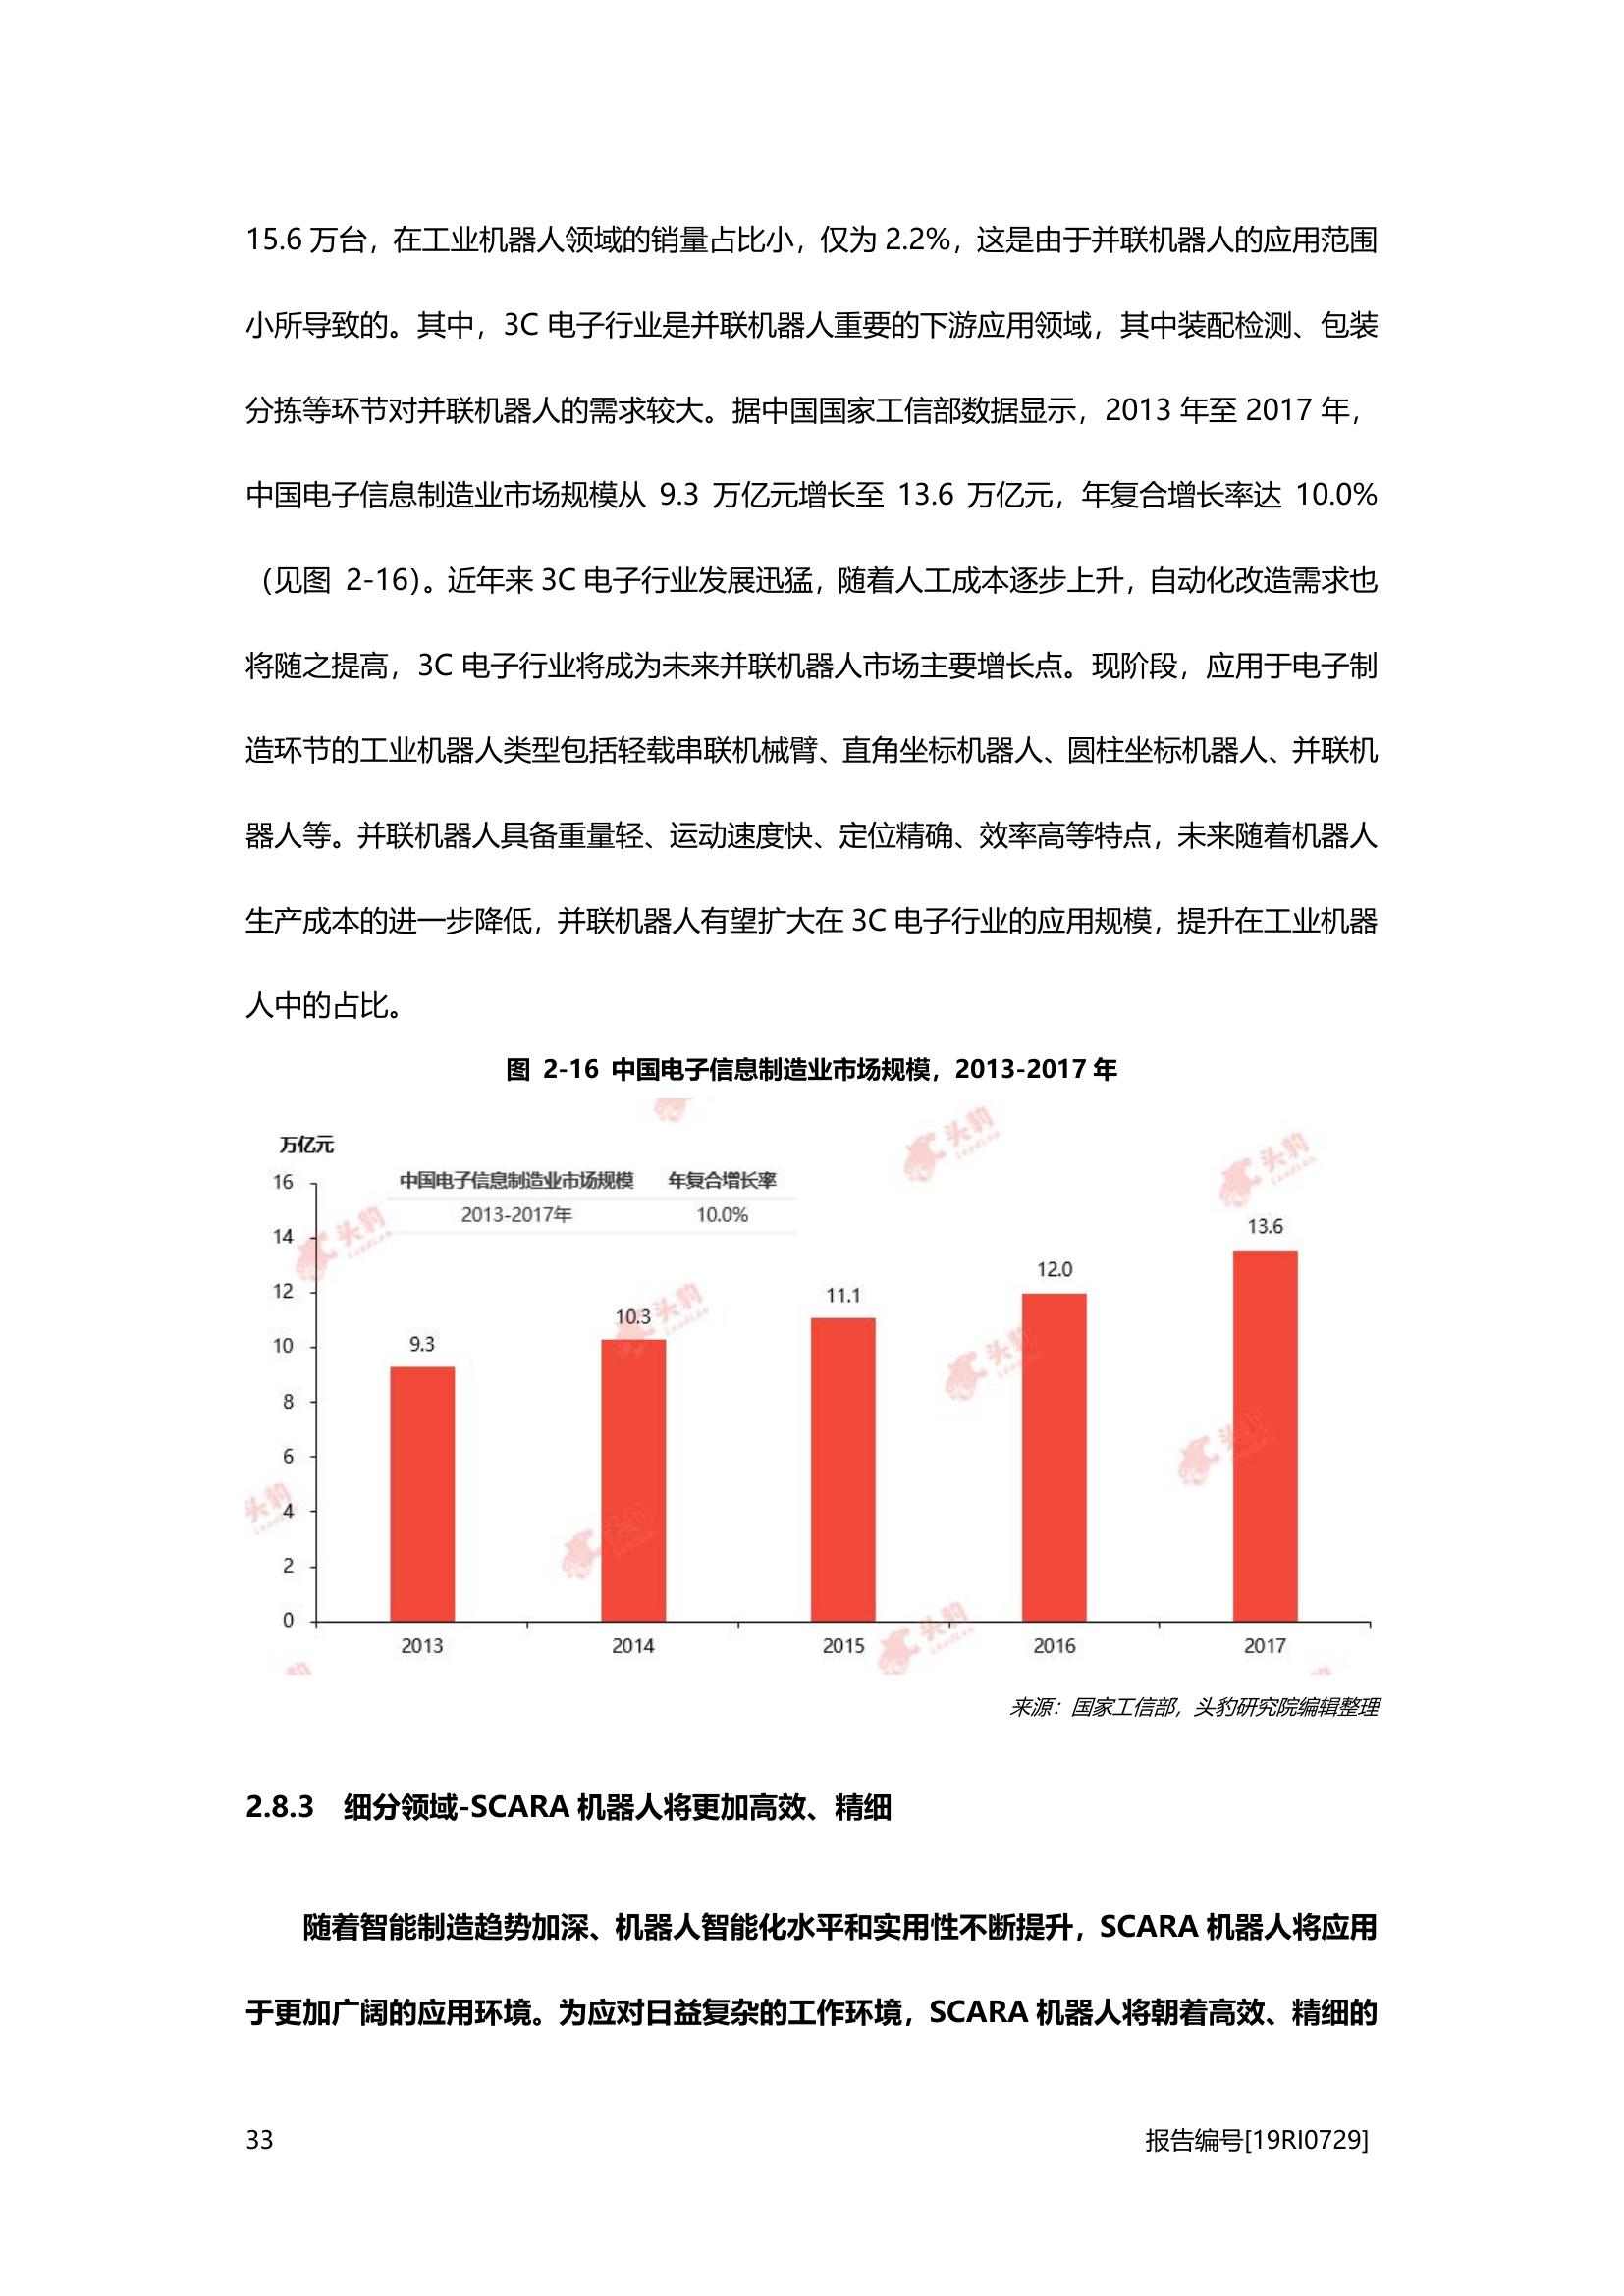 15.6 万台，在工业机器人领域的销量占比小，仅为 2.2%，这是由于并联机器人的应用范围
小所导致的。其中，3C 电子行业是并联机器人重要的下游应用领域，其中装配检测、包装
分拣等环节对并联机器人的需求较大。据中国国家工信部数据显示，2013 年至 2017 年，
中国电子信息制造业市场规模从 9.3 万亿元增长至 13.6 万亿元，年复合增长率达 10.0%
（见图 2-16）。近年来 3C 电子行业发展迅猛，随着人工成本逐步上升，自动化改造需求也
将随之提高，3C 电子行业将成为未来并联机器人市场主要增长点。现阶段，应用于电子制
造环节的工业机器人类型包括轻载串联机械臂、直角坐标机器人、圆柱坐标机器人、并联机
器人等。并联机器人具备重量轻、运动速度快、定位精确、效率高等特点，未来随着机器人
生产成本的进一步降低，并联机器人有望扩大在 3C 电子行业的应用规模，提升在工业机器
人中的占比。
图 2-16 中国电子信息制造业市场规模，2013-2017 年
万亿元
中国电子信息制造业市场规模 年复合增长率
2013-2017年 10.0%
16
14
12
10
8
6
4
2
0
9.3
10.3
11.1
12.0
13.6
2013 2014 2015 2016 2017
头豹
头豹
头豹
头豹
头豹
头豹
头豹
头豹
头豹
来源：国家工信部，头豹研究院编辑整理
2.8.3 细分领域-SCARA 机器人将更加高效、精细
随着智能制造趋势加深、机器人智能化水平和实用性不断提升，SCARA 机器人将应用
于更加广阔的应用环境。为应对日益复杂的工作环境，SCARA 机器人将朝着高效、精细的
33 报告编号[19RI0729]